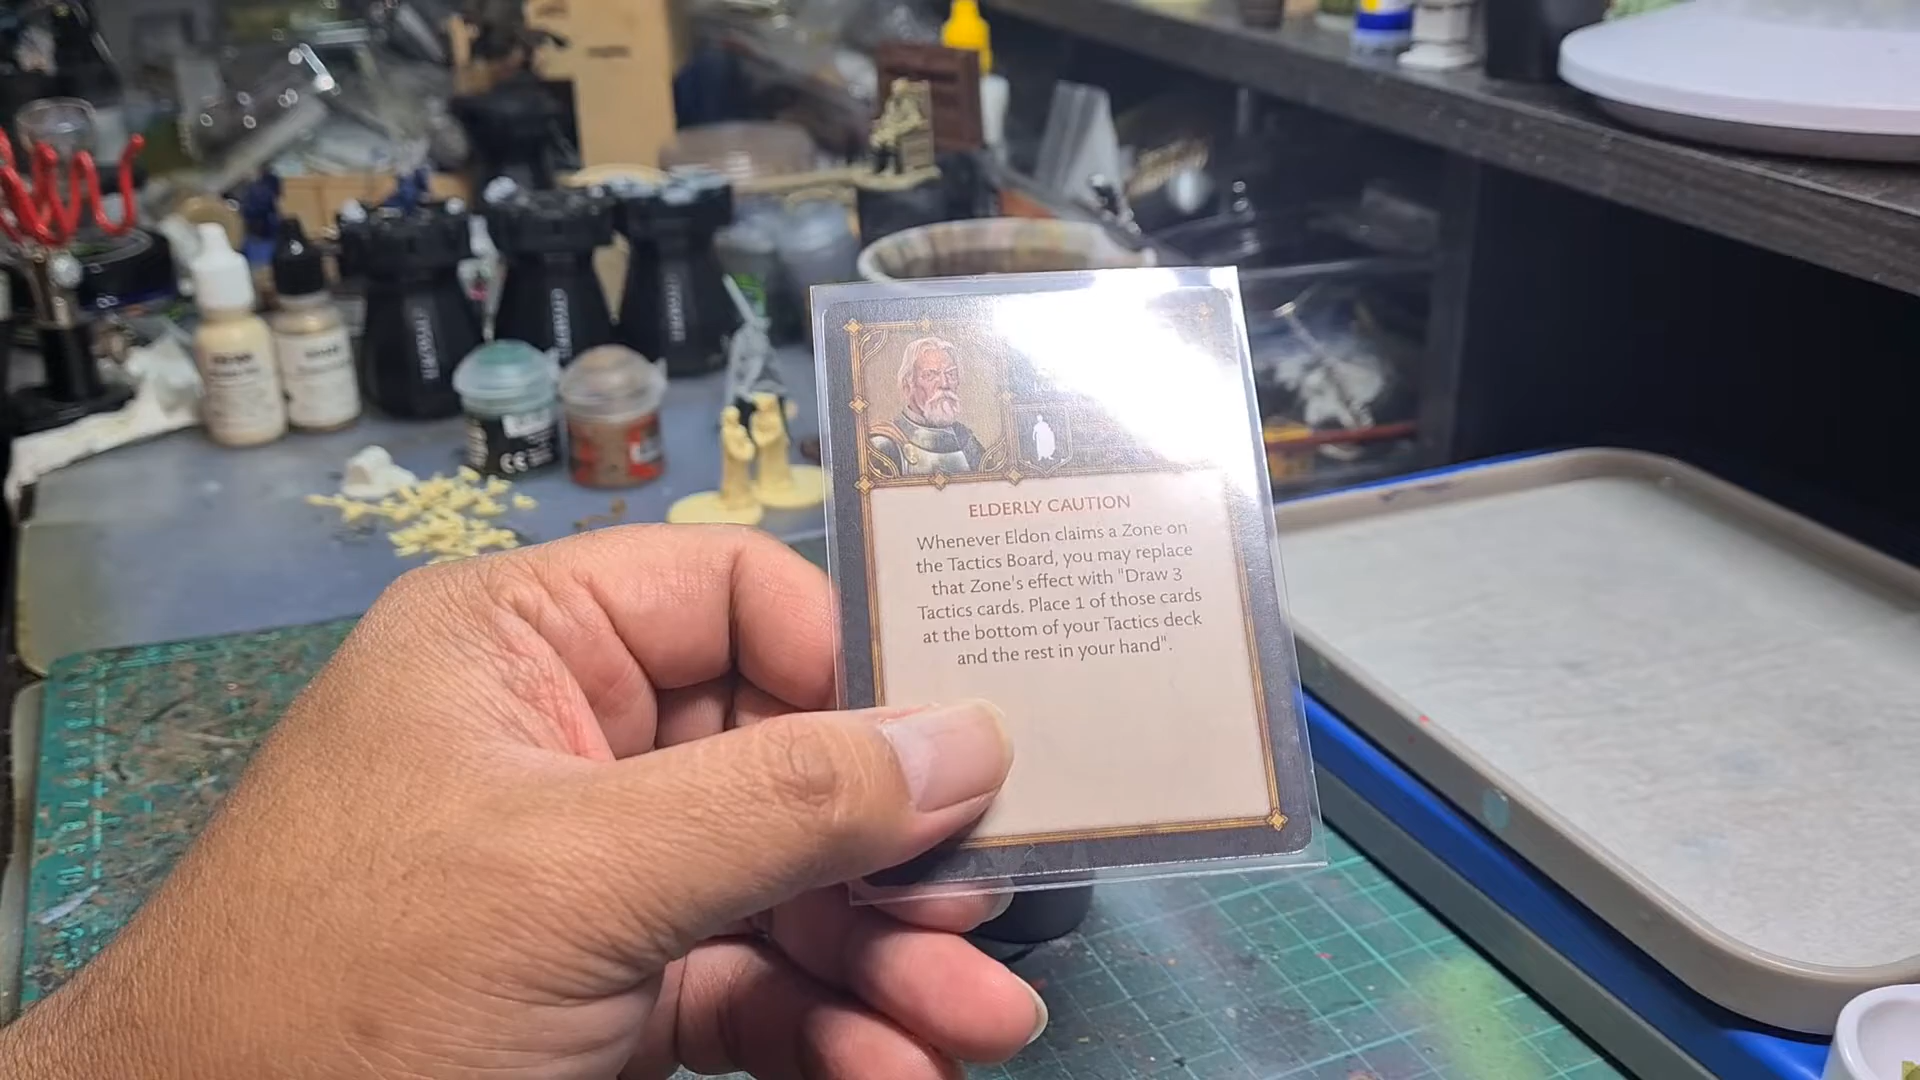 ELDERLY CAUTION
Whenever Eldon claims a Zone on
the Tactics Board, you may replace
that Zone's effect with "Draw 3
Tactics cards. Place 1 of those cards
at the bottom of your Tactics deck
and the rest in your hand".